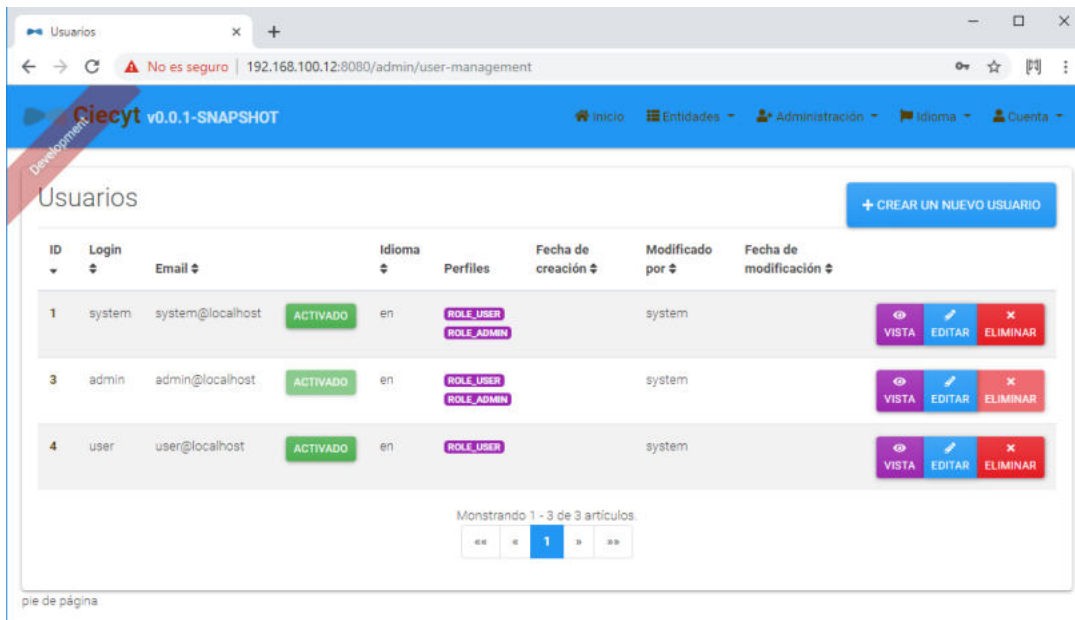 Usuarios
No es seguro | 192.168.100.12:8080/admin/user-management
Development
Ciecyt v0.0.1-SNAPSHOT
Inicio Entidades Administración Idioma Cuenta
Usuarios
+ CREAR UN NUEVO USUARIO
ID Login Email Idioma Perfiles Fecha de creación Modificado por Fecha de modificación
1 system system@localhost ACTIVADO en ROLE_USER ROLE_ADMIN system VISTA EDITAR ELIMINAR
3 admin admin@localhost ACTIVADO en ROLE_USER ROLE_ADMIN system VISTA EDITAR ELIMINAR
4 user user@localhost ACTIVADO en ROLE_USER system VISTA EDITAR ELIMINAR
Monstrando 1 - 3 de 3 artículos.
«« « 1 » »»
pie de página